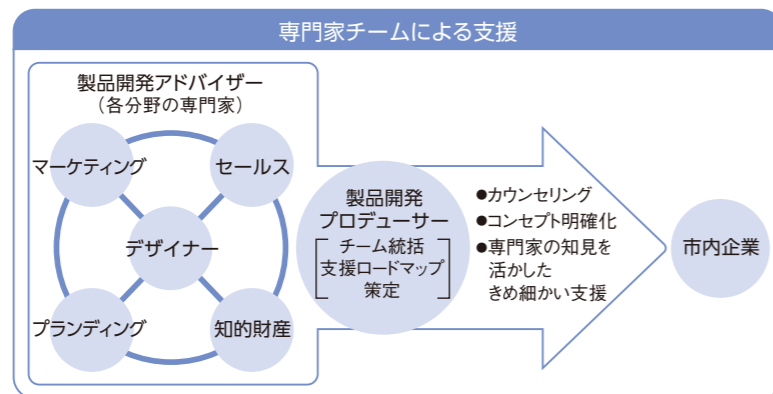 専門家チームによる支援
製品開発アドバイザー
(各分野の専門家)
マーケティング
セールス
デザイナー
プランディング
知的財産
製品開発
プロデューサー
チーム統括
支援ロードマップ
策定
●カウンセリング
●コンセプト明確化
●専門家の知見を
活かした
きめ細かい支援
市内企業